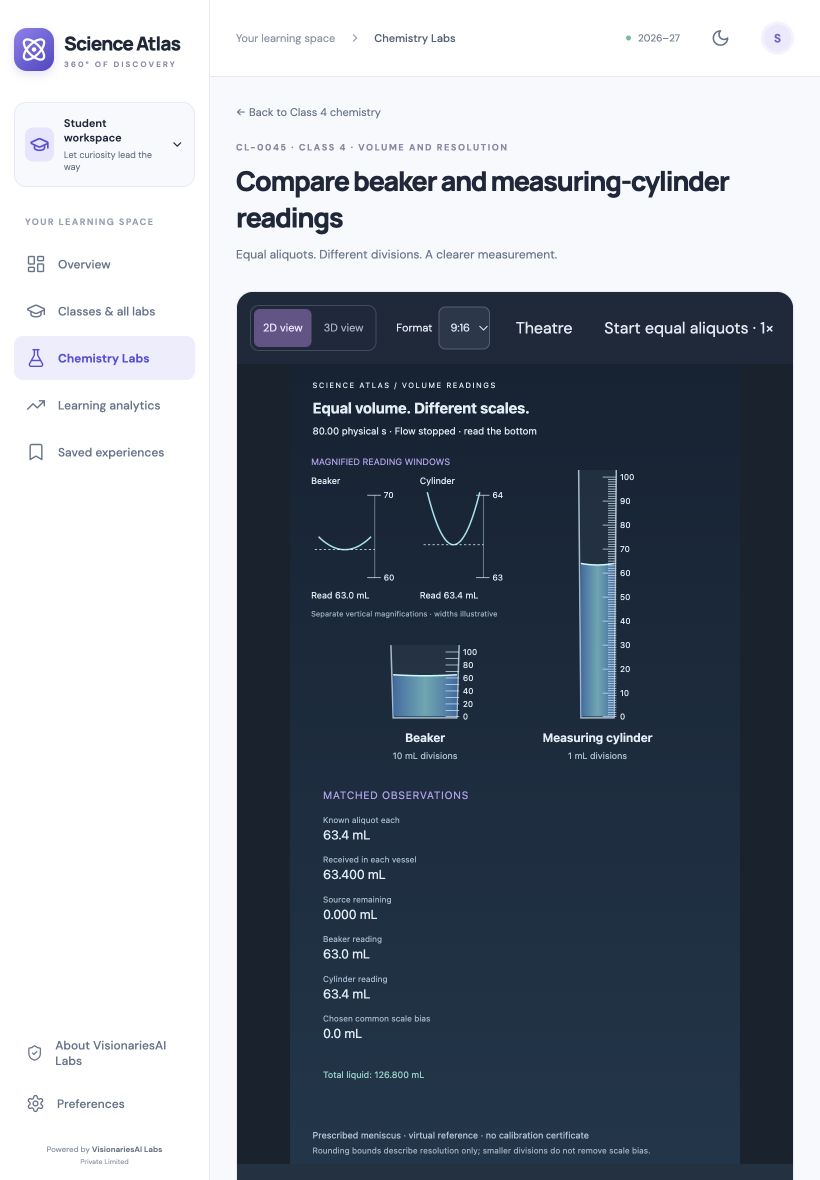 Science Atlas
360° OF DISCOVERY
Student
workspace
Let curiosity lead the
way
YOUR LEARNING SPACE
Overview
Classes & all labs
Chemistry Labs
Learning analytics
Saved experiences
About VisionariesAI
Labs
Preferences
Powered by VisionariesAI Labs
Private Limited
Your learning space > Chemistry Labs
2026–27
S
← Back to Class 4 chemistry
CL-0045 · CLASS 4 · VOLUME AND RESOLUTION
Compare beaker and measuring-cylinder
readings
Equal aliquots. Different divisions. A clearer measurement.
2D view 3D view Format 9:16 Theatre Start equal aliquots · 1×
SCIENCE ATLAS / VOLUME READINGS
Equal volume. Different scales.
80.00 physical s · Flow stopped · read the bottom
MAGNIFIED READING WINDOWS
Beaker
70
60
Read 63.0 mL
Cylinder
64
63
Read 63.4 mL
Separate vertical magnifications · widths illustrative
100
80
60
40
20
0
Beaker
10 mL divisions
100
90
80
70
60
50
40
30
20
10
0
Measuring cylinder
1 mL divisions
MATCHED OBSERVATIONS
Known aliquot each
63.4 mL
Received in each vessel
63.400 mL
Source remaining
0.000 mL
Beaker reading
63.0 mL
Cylinder reading
63.4 mL
Chosen common scale bias
0.0 mL
Total liquid: 126.800 mL
Prescribed meniscus · virtual reference · no calibration certificate
Rounding bounds describe resolution only; smaller divisions do not remove scale bias.